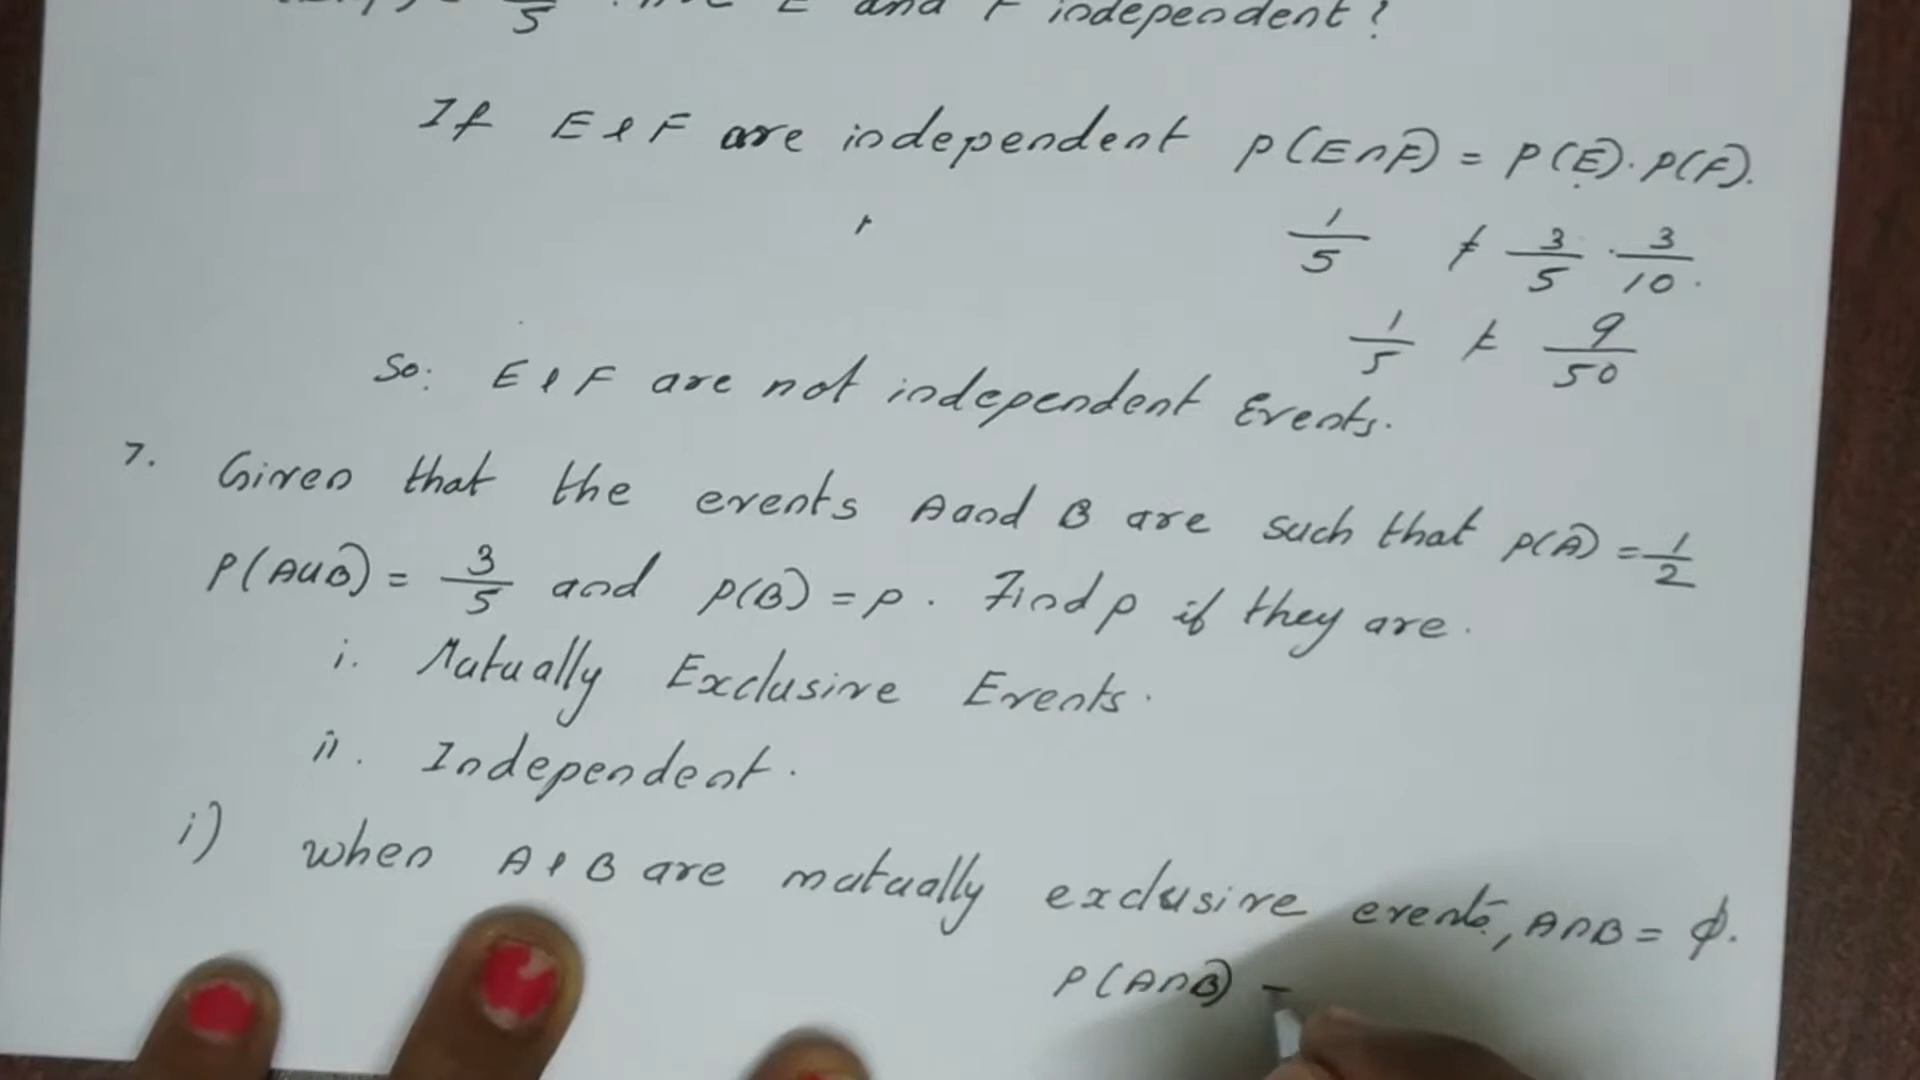 5 E and F independent?
If E & F are independent P(E∩F) = P(E).P(F).
1/5 ≠ 3/5 . 3/10.
1/5 ≠ 9/50
So: E & F are not independent Events.
7. Given that the events A and B are such that P(A) = 1/2
P(A∪B) = 3/5 and P(B) = p. Find p if they are.
i. Mutually Exclusive Events.
ii. Independent.
i) when A & B are mutually exclusive events, A∩B = ϕ.
P(A∩B) -